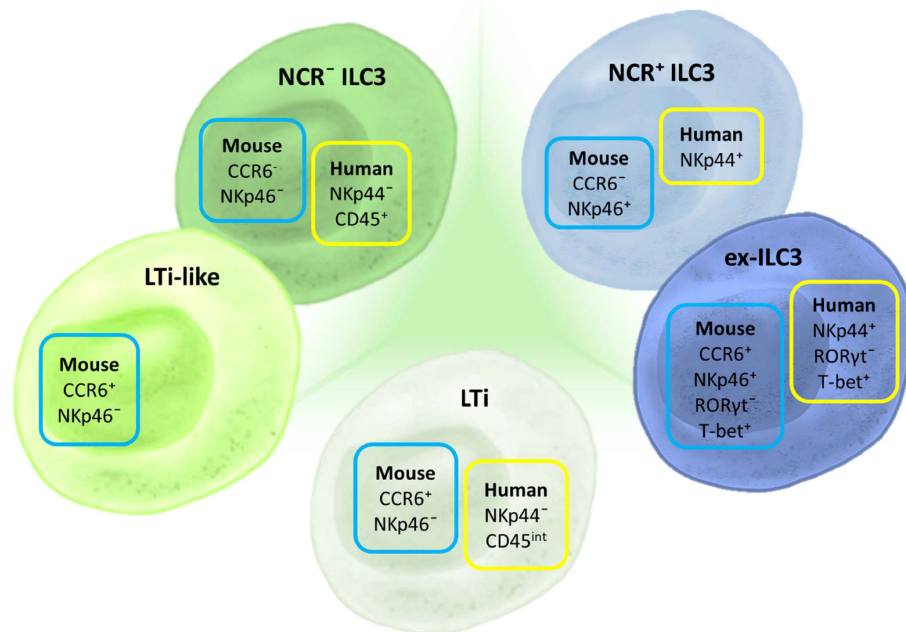 NCR⁻ ILC3
Mouse
CCR6⁻
NKp46⁻
Human
NKp44⁻
CD45⁺
NCR⁺ ILC3
Mouse
CCR6⁻
NKp46⁺
Human
NKp44⁺
LTi-like
Mouse
CCR6⁺
NKp46⁻
ex-ILC3
Mouse
CCR6⁺
NKp46⁺
RORγt⁻
T-bet⁺
Human
NKp44⁺
RORγt⁻
T-bet⁺
LTi
Mouse
CCR6⁺
NKp46⁻
Human
NKp44⁻
CD45ⁱⁿᵗ